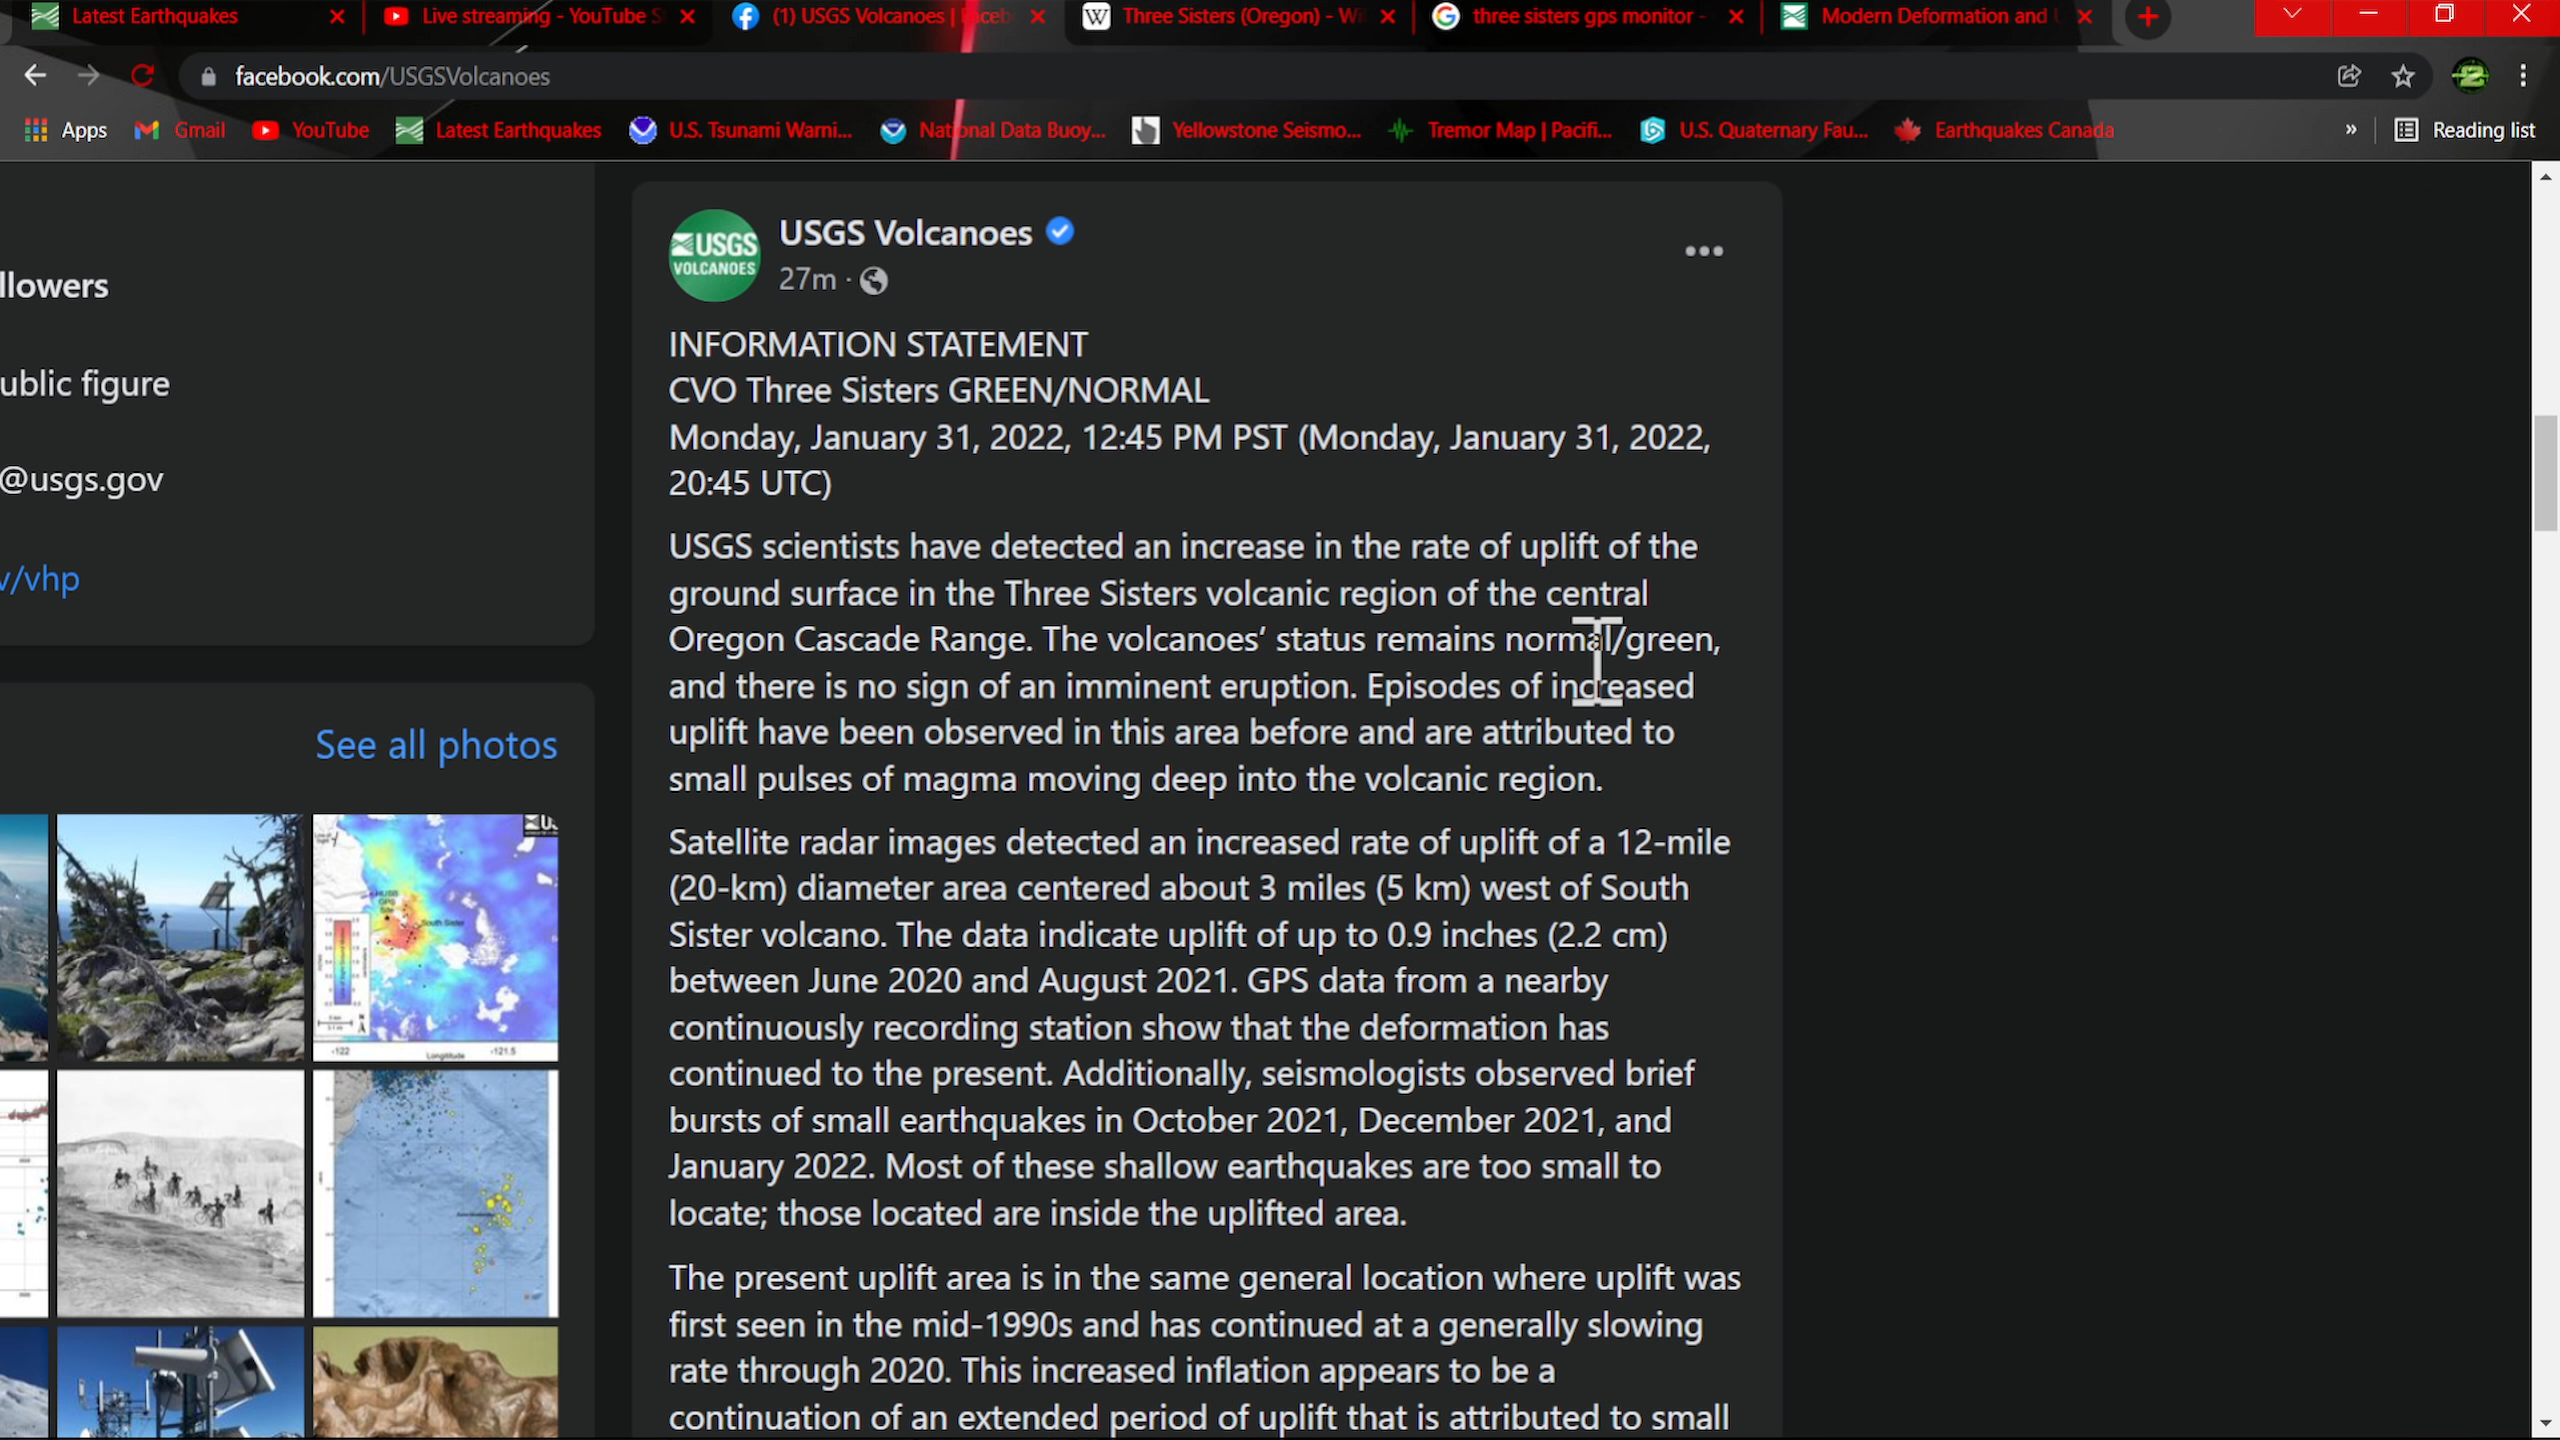 Latest Earthquakes
Live streaming - YouTube S
(1) USGS Volcanoes | Faceb
Three Sisters (Oregon) - Wi
three sisters gps monitor -
Modern Deformation and U
facebook.com/USGSVolcanoes
Apps
Gmail
YouTube
Latest Earthquakes
U.S. Tsunami Warni...
National Data Buoy...
Yellowstone Seismo...
Tremor Map | Pacifi...
U.S. Quaternary Fau...
Earthquakes Canada
»
Reading list
llowers
ublic figure
@usgs.gov
v/vhp
See all photos
South Sister
-122
Longitude
-121.5
USGS
VOLCANOES
USGS Volcanoes
27m ·
INFORMATION STATEMENT
CVO Three Sisters GREEN/NORMAL
Monday, January 31, 2022, 12:45 PM PST (Monday, January 31, 2022,
20:45 UTC)
USGS scientists have detected an increase in the rate of uplift of the
ground surface in the Three Sisters volcanic region of the central
Oregon Cascade Range. The volcanoes’ status remains normal/green,
and there is no sign of an imminent eruption. Episodes of increased
uplift have been observed in this area before and are attributed to
small pulses of magma moving deep into the volcanic region.
Satellite radar images detected an increased rate of uplift of a 12-mile
(20-km) diameter area centered about 3 miles (5 km) west of South
Sister volcano. The data indicate uplift of up to 0.9 inches (2.2 cm)
between June 2020 and August 2021. GPS data from a nearby
continuously recording station show that the deformation has
continued to the present. Additionally, seismologists observed brief
bursts of small earthquakes in October 2021, December 2021, and
January 2022. Most of these shallow earthquakes are too small to
locate; those located are inside the uplifted area.
The present uplift area is in the same general location where uplift was
first seen in the mid-1990s and has continued at a generally slowing
rate through 2020. This increased inflation appears to be a
continuation of an extended period of uplift that is attributed to small